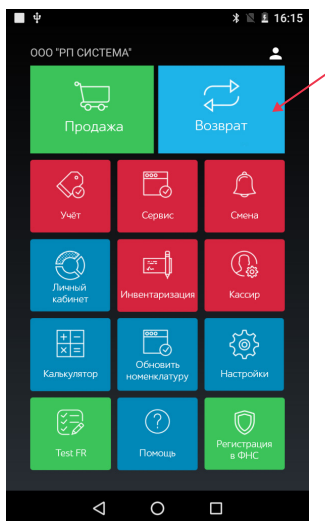 16:15
ООО "РП СИСТЕМА"
Продажа
Возврат
Учёт
Сервис
Смена
Личный
кабинет
Инвентаризация
Кассир
Калькулятор
Обновить
номенклатуру
Настройки
Test FR
Помощь
Регистрация
в ФНС